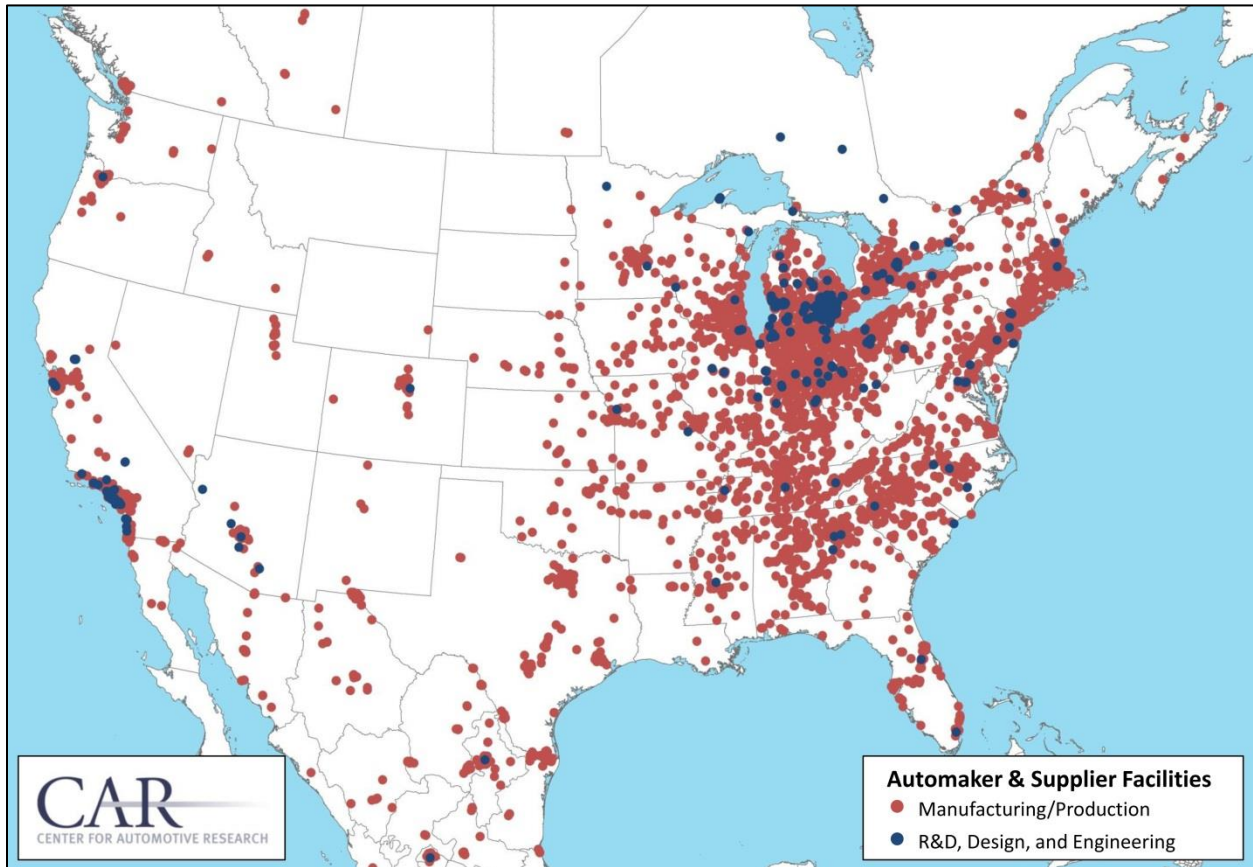 CAR
CENTER FOR AUTOMOTIVE RESEARCH
Automaker & Supplier Facilities
Manufacturing/Production
R&D, Design, and Engineering